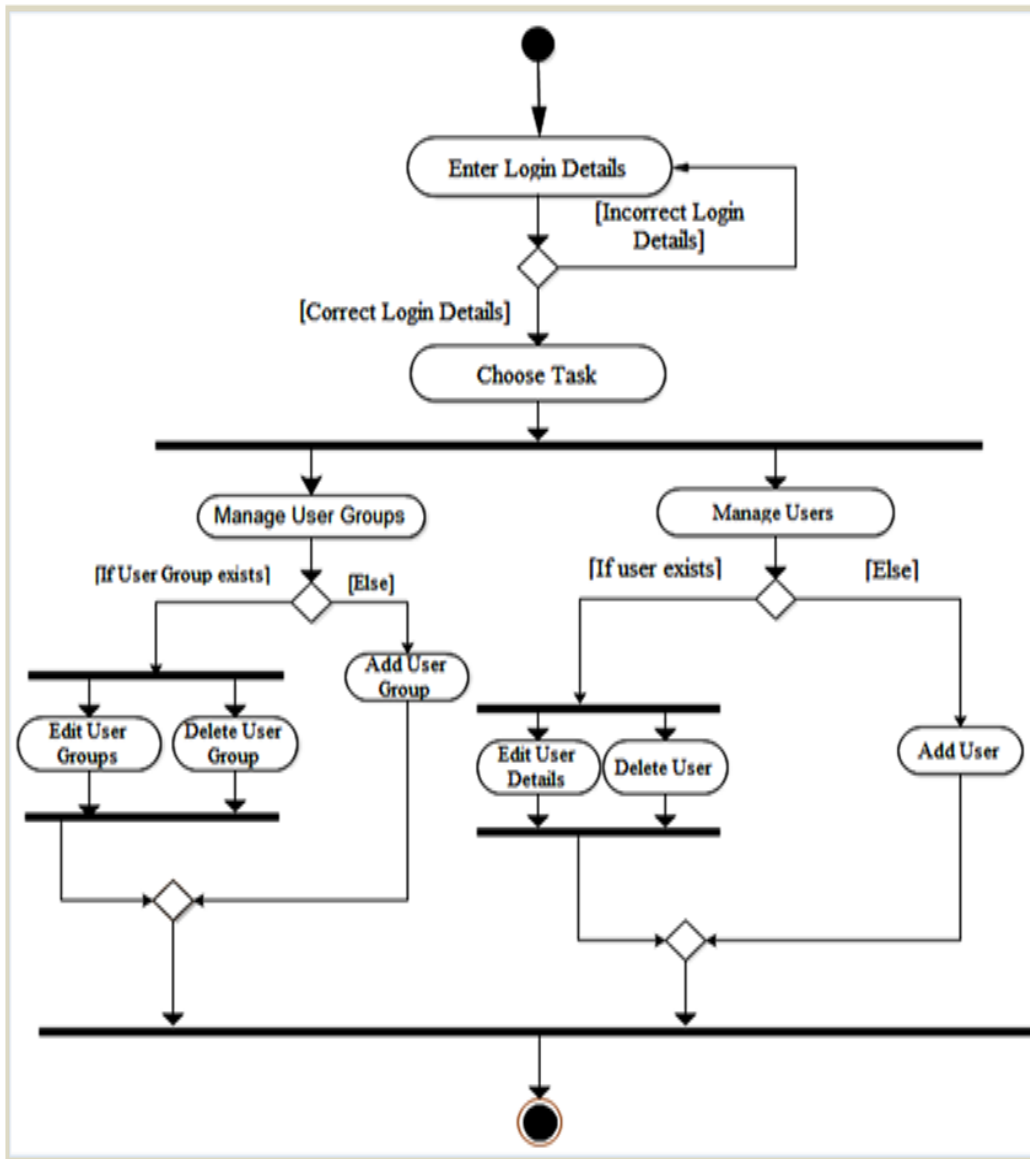 Enter Login Details
[Incorrect Login
Details]
[Correct Login Details]
Choose Task
Manage User Groups
Manage Users
[If User Group exists]
[Else]
[If user exists]
[Else]
Add User
Group
Edit User
Groups
Delete User
Group
Edit User
Details
Delete User
Add User